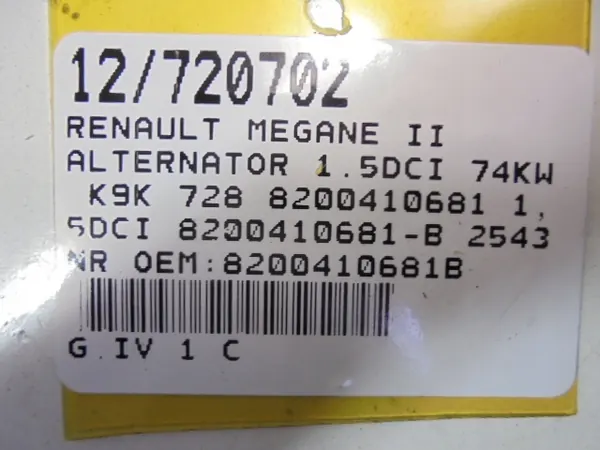 12/720702
RENAULT MEGANE II
ALTERNATOR 1.5DCI 74KW
K9K 728 8200410681 1,
5DCI 8200410681-B 2543
NR OEM:8200410681B
G.IV 1 C